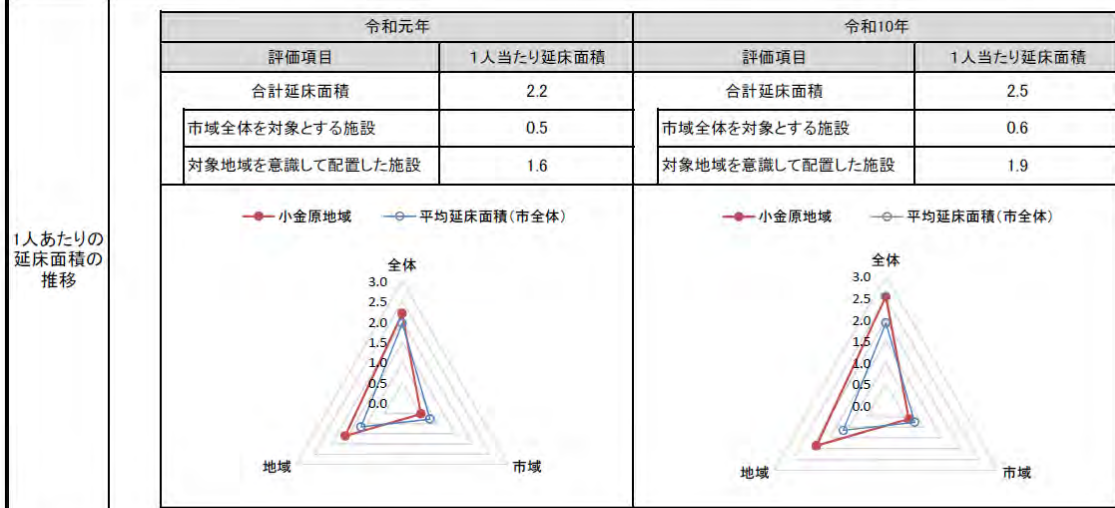 令和元年 令和10年
評価項目 1人当たり延床面積 評価項目 1人当たり延床面積
合計延床面積 2.2 合計延床面積 2.5
市域全体を対象とする施設 0.5 市域全体を対象とする施設 0.6
対象地域を意識して配置した施設 1.6 対象地域を意識して配置した施設 1.9
1人あたりの
延床面積の
推移
小金原地域 平均延床面積(市全体)
全体
3.0
2.5
2.0
1.5
1.0
0.5
0.0
地域 市域
小金原地域 平均延床面積(市全体)
全体
3.0
2.5
2.0
1.5
1.0
0.5
0.0
地域 市域